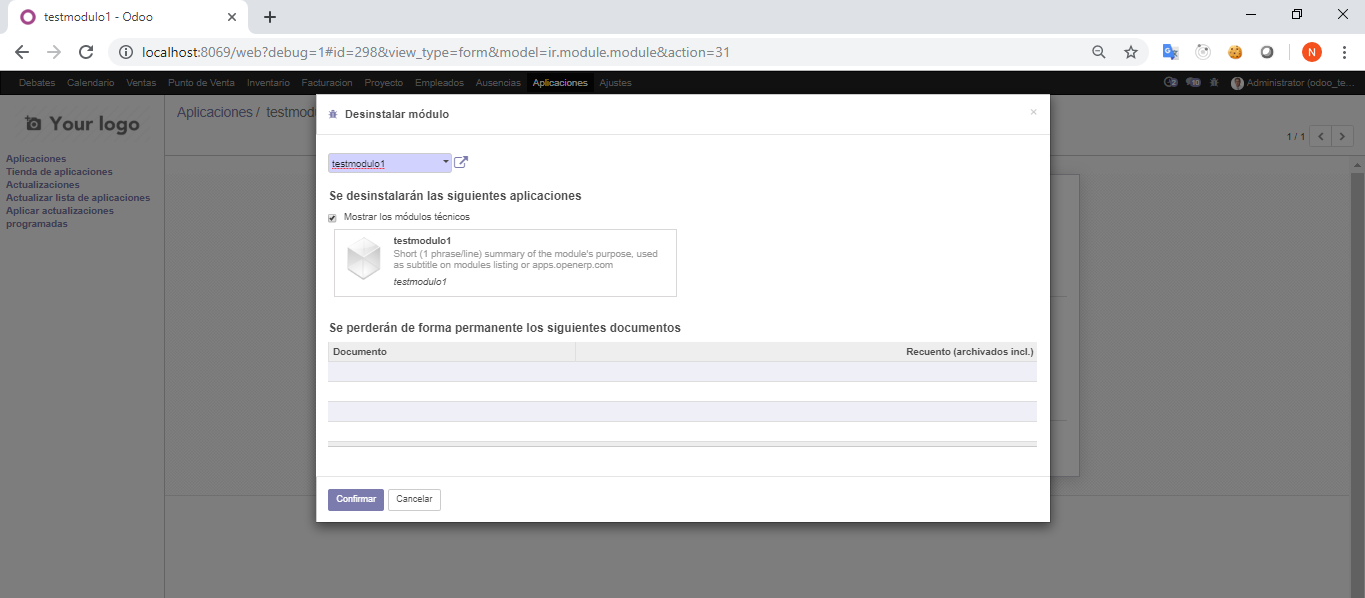 testmodulo1 - Odoo
localhost:8069/web?debug=1#id=298&view_type=form&model=ir.module.module&action=31
N
Debates Calendario Ventas Punto de Venta Inventario Facturacion Proyecto Empleados Ausencias Aplicaciones Ajustes
Administrator (odoo_te...
Your logo
Aplicaciones
Tienda de aplicaciones
Actualizaciones
Actualizar lista de aplicaciones
Aplicar actualizaciones
programadas
Aplicaciones / testmod
1 / 1
Desinstalar módulo
testmodulo1
Se desinstalarán las siguientes aplicaciones
Mostrar los módulos técnicos
testmodulo1
Short (1 phrase/line) summary of the module's purpose, used
as subtitle on modules listing or apps.openerp.com
testmodulo1
Se perderán de forma permanente los siguientes documentos
Documento Recuento (archivados incl.)
Confirmar Cancelar